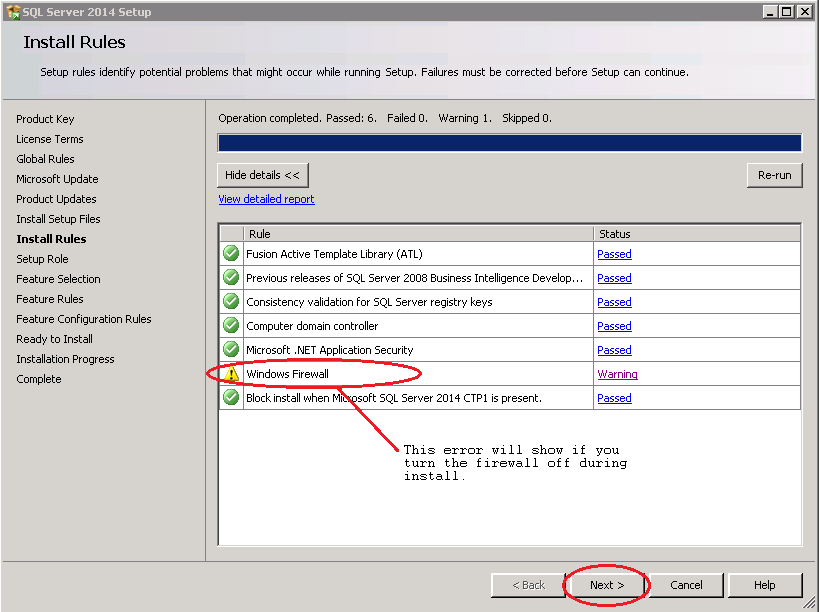 SQL Server 2014 Setup
Install Rules
Setup rules identify potential problems that might occur while running Setup. Failures must be corrected before Setup can continue.
Product Key
License Terms
Global Rules
Microsoft Update
Product Updates
Install Setup Files
Install Rules
Setup Role
Feature Selection
Feature Rules
Feature Configuration Rules
Ready to Install
Installation Progress
Complete
Operation completed. Passed: 6. Failed 0. Warning 1. Skipped 0.
Hide details <<
Re-run
View detailed report
Rule Status
Fusion Active Template Library (ATL) Passed
Previous releases of SQL Server 2008 Business Intelligence Develop... Passed
Consistency validation for SQL Server registry keys Passed
Computer domain controller Passed
Microsoft .NET Application Security Passed
Windows Firewall Warning
Block install when Microsoft SQL Server 2014 CTP1 is present. Passed
This error will show if you
turn the firewall off during
install.
< Back Next > Cancel Help